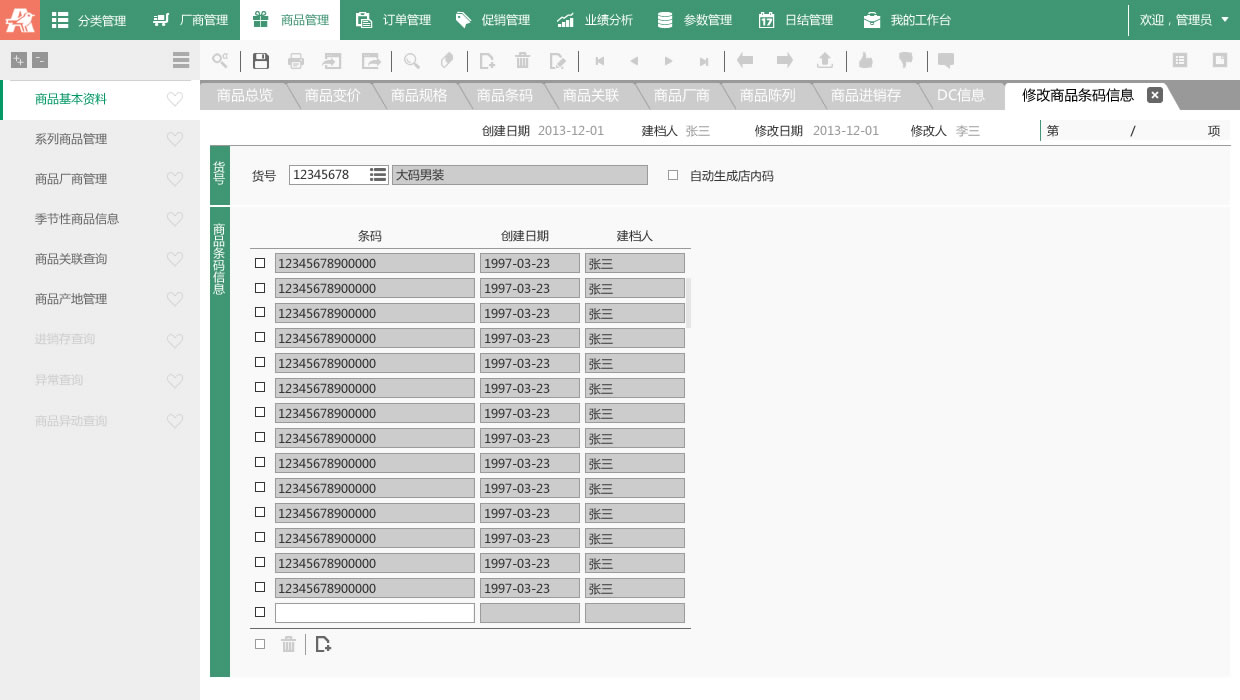 分类管理 厂商管理 商品管理 订单管理 促销管理 业绩分析 参数管理 17 日结管理 我的工作台 欢迎，管理员
商品总览 商品变价 商品规格 商品条码 商品关联 商品厂商 商品陈列 商品进销存 DC信息 修改商品条码信息
商品基本资料
系列商品管理
商品厂商管理
季节性商品信息
商品关联查询
商品产地管理
进销存查询
异常查询
商品异动查询
创建日期 2013-12-01 建档人 张三 修改日期 2013-12-01 修改人 李三 第 / 项
货号
货号 12345678 大码男装 自动生成店内码
商品条码信息
条码 创建日期 建档人
12345678900000 1997-03-23 张三
12345678900000 1997-03-23 张三
12345678900000 1997-03-23 张三
12345678900000 1997-03-23 张三
12345678900000 1997-03-23 张三
12345678900000 1997-03-23 张三
12345678900000 1997-03-23 张三
12345678900000 1997-03-23 张三
12345678900000 1997-03-23 张三
12345678900000 1997-03-23 张三
12345678900000 1997-03-23 张三
12345678900000 1997-03-23 张三
12345678900000 1997-03-23 张三
12345678900000 1997-03-23 张三